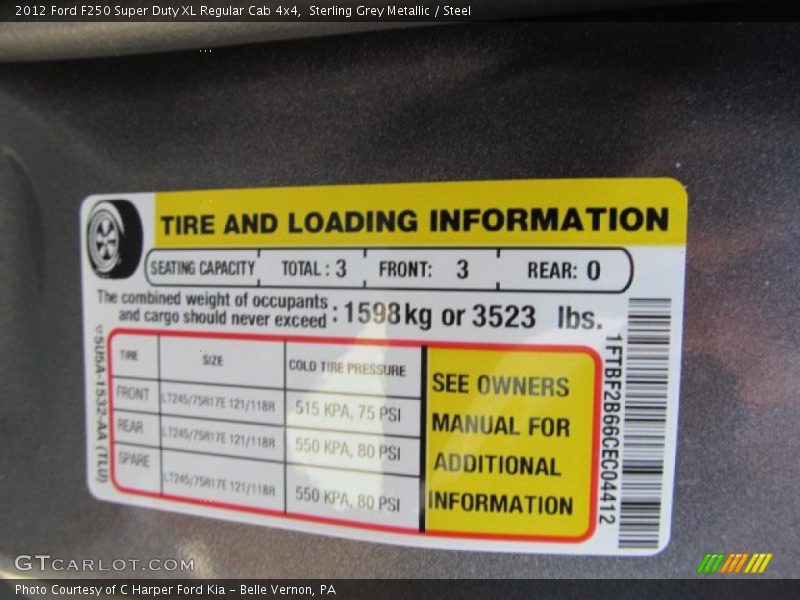 2012 Ford F250 Super Duty XL Regular Cab 4x4, Sterling Grey Metallic / Steel
TIRE AND LOADING INFORMATION
SEATING CAPACITY TOTAL : 3 FRONT: 3 REAR: 0
The combined weight of occupants
and cargo should never exceed : 1598kg or 3523 lbs.
TIRE SIZE COLD TIRE PRESSURE
FRONT LT245/75R17E 121/118R 515 KPA, 75 PSI
REAR LT245/75R17E 121/118R 550 KPA, 80 PSI
SPARE LT245/75R17E 121/118R 550 KPA, 80 PSI
SEE OWNERS
MANUAL FOR
ADDITIONAL
INFORMATION
5U5A-1532-AA (TLU)
1FTBF2B66CEC04412
GTCARLOT.COM
Photo Courtesy of C Harper Ford Kia - Belle Vernon, PA